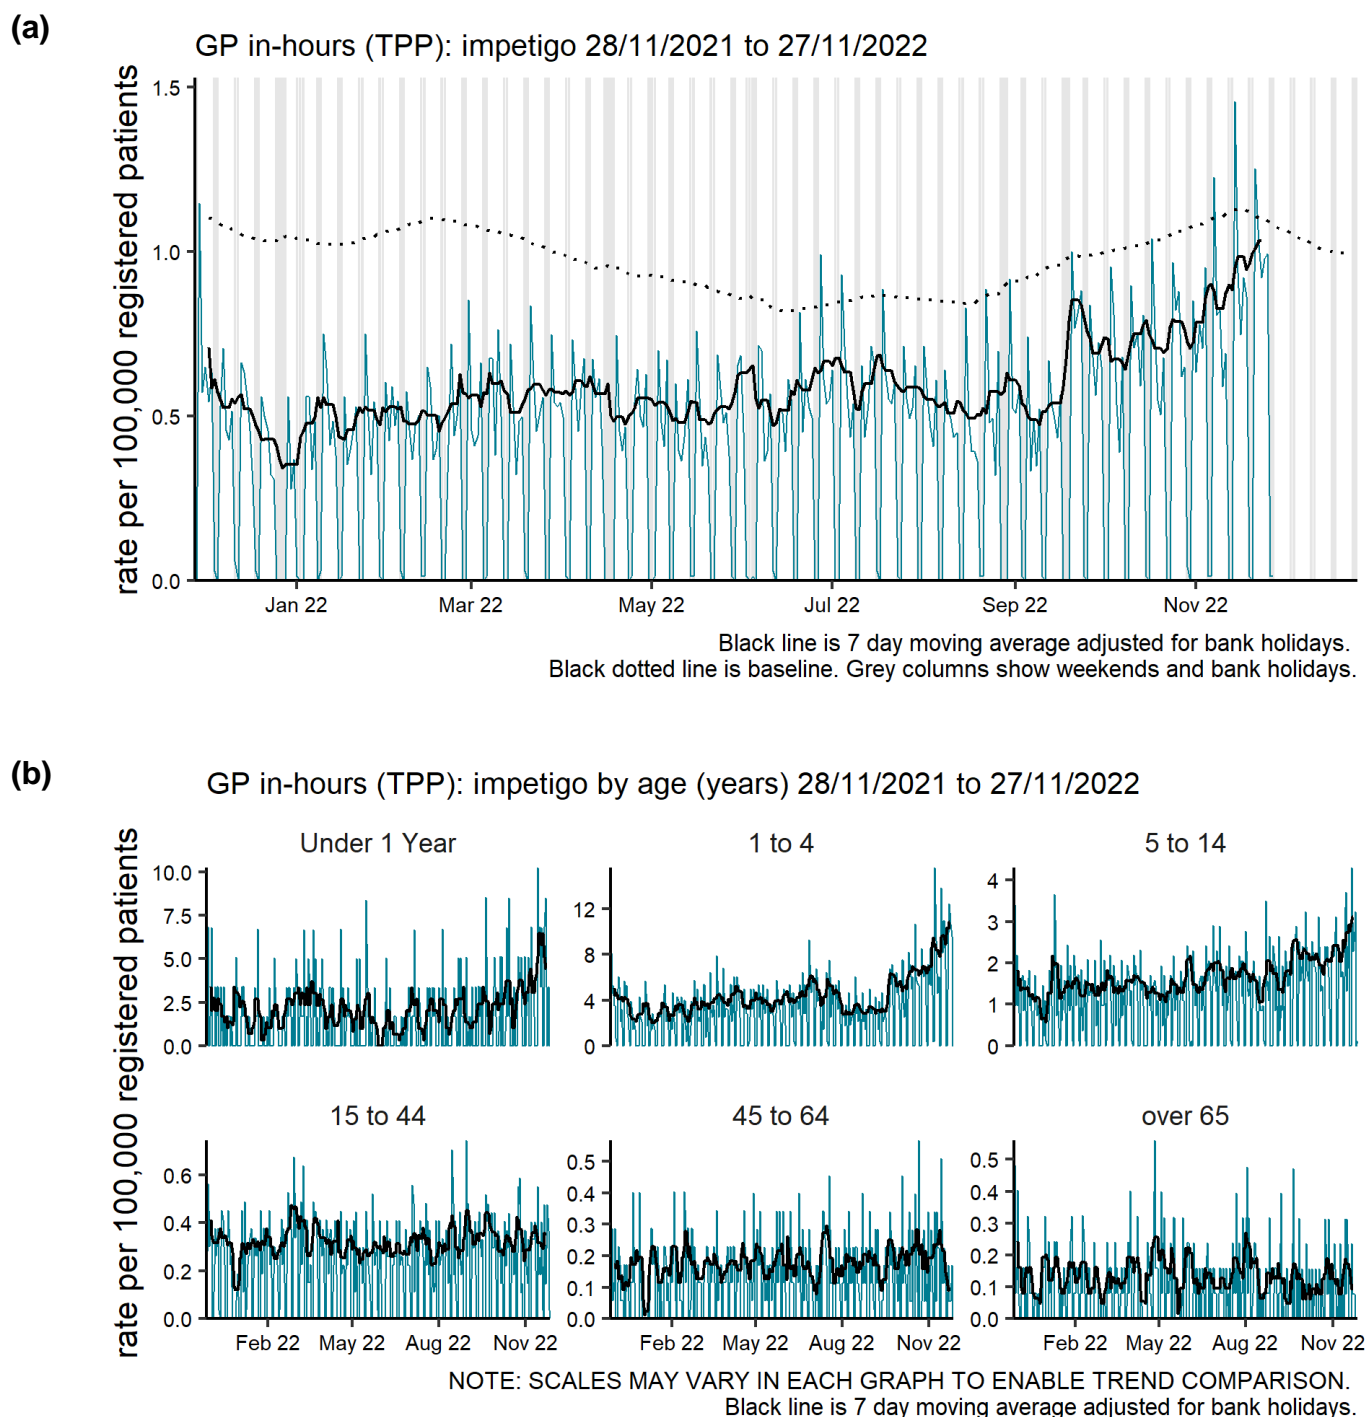 (a)
GP in-hours (TPP): impetigo 28/11/2021 to 27/11/2022
rate per 100,000 registered patients
1.5
1.0
0.5
0.0
Jan 22 Mar 22 May 22 Jul 22 Sep 22 Nov 22
Black line is 7 day moving average adjusted for bank holidays.
Black dotted line is baseline. Grey columns show weekends and bank holidays.
(b)
GP in-hours (TPP): impetigo by age (years) 28/11/2021 to 27/11/2022
rate per 100,000 registered patients
Under 1 Year
10.0
7.5
5.0
2.5
0.0
1 to 4
12
8
4
0
5 to 14
4
3
2
1
0
15 to 44
0.6
0.4
0.2
0.0
Feb 22 May 22 Aug 22 Nov 22
45 to 64
0.5
0.4
0.3
0.2
0.1
0.0
Feb 22 May 22 Aug 22 Nov 22
over 65
0.5
0.4
0.3
0.2
0.1
0.0
Feb 22 May 22 Aug 22 Nov 22
NOTE: SCALES MAY VARY IN EACH GRAPH TO ENABLE TREND COMPARISON.
Black line is 7 day moving average adjusted for bank holidays.